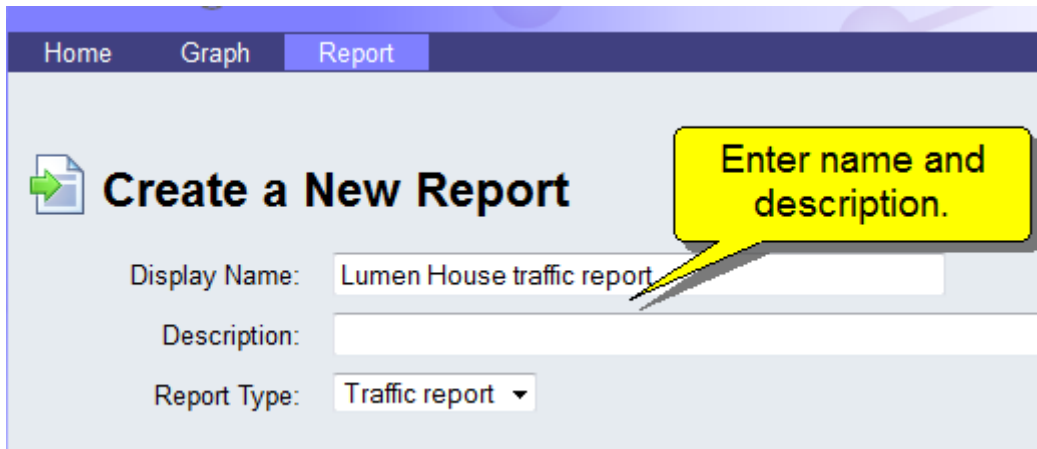 Home Graph Report
Create a New Report
Enter name and
description.
Display Name: Lumen House traffic report
Description:
Report Type: Traffic report